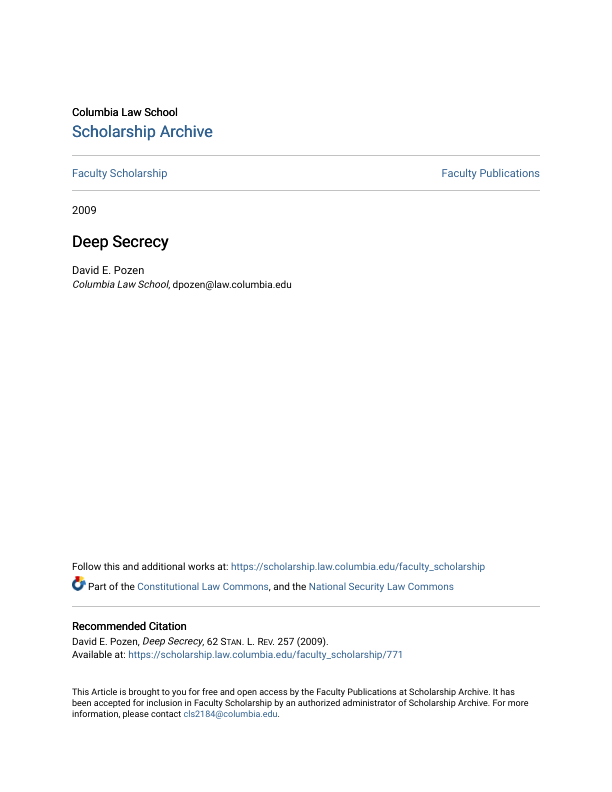 Columbia Law School
Scholarship Archive
Faculty Scholarship Faculty Publications
2009
Deep Secrecy
David E. Pozen
Columbia Law School, dpozen@law.columbia.edu
Follow this and additional works at: https://scholarship.law.columbia.edu/faculty_scholarship
Part of the Constitutional Law Commons, and the National Security Law Commons
Recommended Citation
David E. Pozen, Deep Secrecy, 62 STAN. L. REV. 257 (2009).
Available at: https://scholarship.law.columbia.edu/faculty_scholarship/771
This Article is brought to you for free and open access by the Faculty Publications at Scholarship Archive. It has
been accepted for inclusion in Faculty Scholarship by an authorized administrator of Scholarship Archive. For more
information, please contact cls2184@columbia.edu.